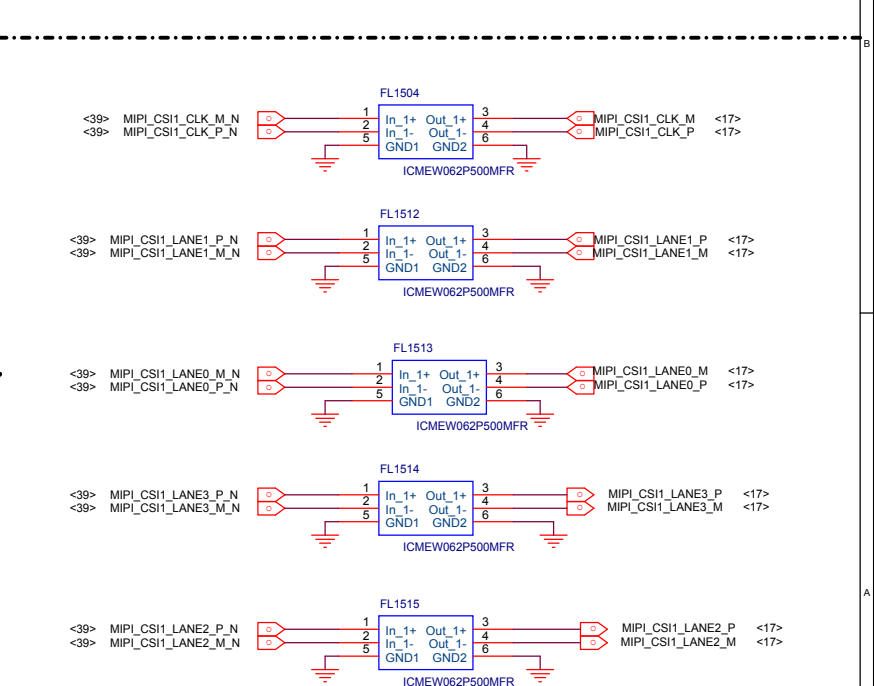 B
FL1504
<39> MIPI_CSI1_CLK_M_N 1 In_1+ Out_1+ 3 MIPI_CSI1_CLK_M <17>
<39> MIPI_CSI1_CLK_P_N 2 In_1- Out_1- 4 MIPI_CSI1_CLK_P <17>
5 GND1 GND2 6
ICMEW062P500MFR
FL1512
<39> MIPI_CSI1_LANE1_P_N 1 In_1+ Out_1+ 3 MIPI_CSI1_LANE1_P <17>
<39> MIPI_CSI1_LANE1_M_N 2 In_1- Out_1- 4 MIPI_CSI1_LANE1_M <17>
5 GND1 GND2 6
ICMEW062P500MFR
FL1513
<39> MIPI_CSI1_LANE0_M_N 1 In_1+ Out_1+ 3 MIPI_CSI1_LANE0_M <17>
<39> MIPI_CSI1_LANE0_P_N 2 In_1- Out_1- 4 MIPI_CSI1_LANE0_P <17>
5 GND1 GND2 6
ICMEW062P500MFR
FL1514
<39> MIPI_CSI1_LANE3_P_N 1 In_1+ Out_1+ 3 MIPI_CSI1_LANE3_P <17>
<39> MIPI_CSI1_LANE3_M_N 2 In_1- Out_1- 4 MIPI_CSI1_LANE3_M <17>
5 GND1 GND2 6
ICMEW062P500MFR
A
FL1515
<39> MIPI_CSI1_LANE2_P_N 1 In_1+ Out_1+ 3 MIPI_CSI1_LANE2_P <17>
<39> MIPI_CSI1_LANE2_M_N 2 In_1- Out_1- 4 MIPI_CSI1_LANE2_M <17>
5 GND1 GND2 6
ICMEW062P500MFR